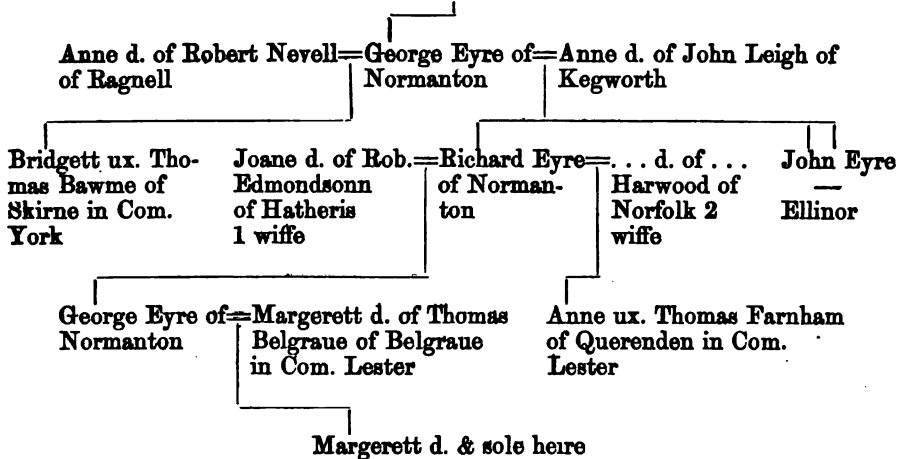 Anne d. of Robert Nevell=George Eyre of=Anne d. of John Leigh of
of Ragnell
Normanton
Kegworth
Bridgett ux. Tho-
mas Bawme of
Skirne in Com.
York
Joane d. of Rob.=Richard Eyre=. . . d. of . . .
Edmondsonn
of Hatheris
1 wiffe
of Norman-
ton
Harwood of
Norfolk 2
wiffe
John Eyre
—
Ellinor
George Eyre of=Margerett d. of Thomas
Normanton
Belgraue of Belgraue
in Com. Lester
Anne ux. Thomas Farnham
of Querenden in Com.
Lester
Margerett d. & sole heire